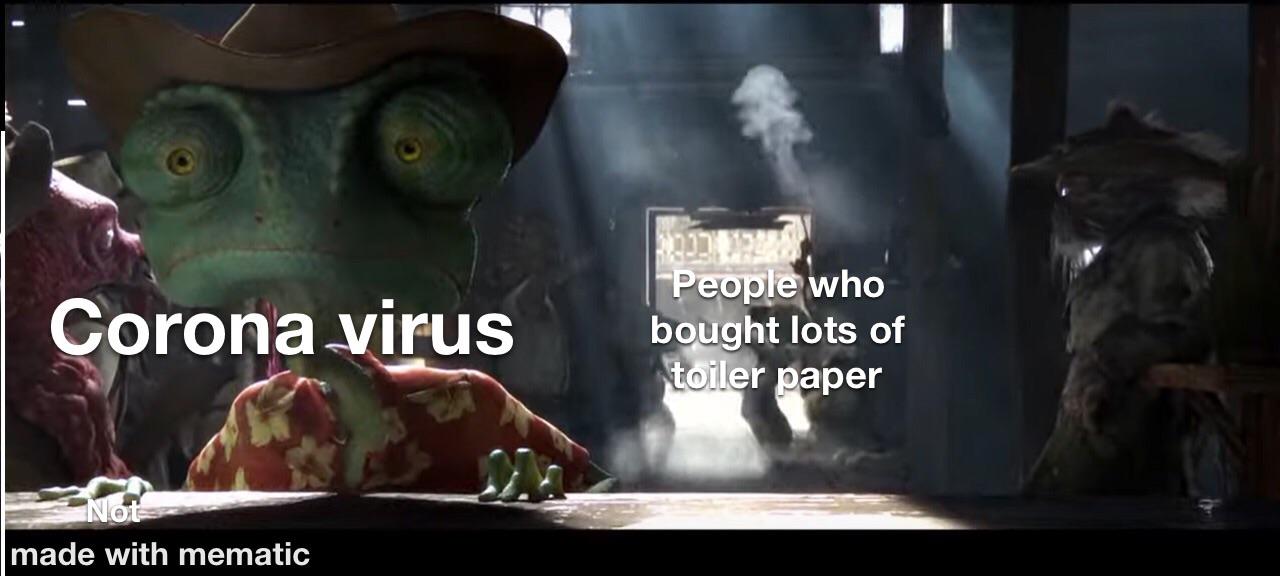 Corona virus
People who
bought lots of
toiler paper
Not
made with mematic